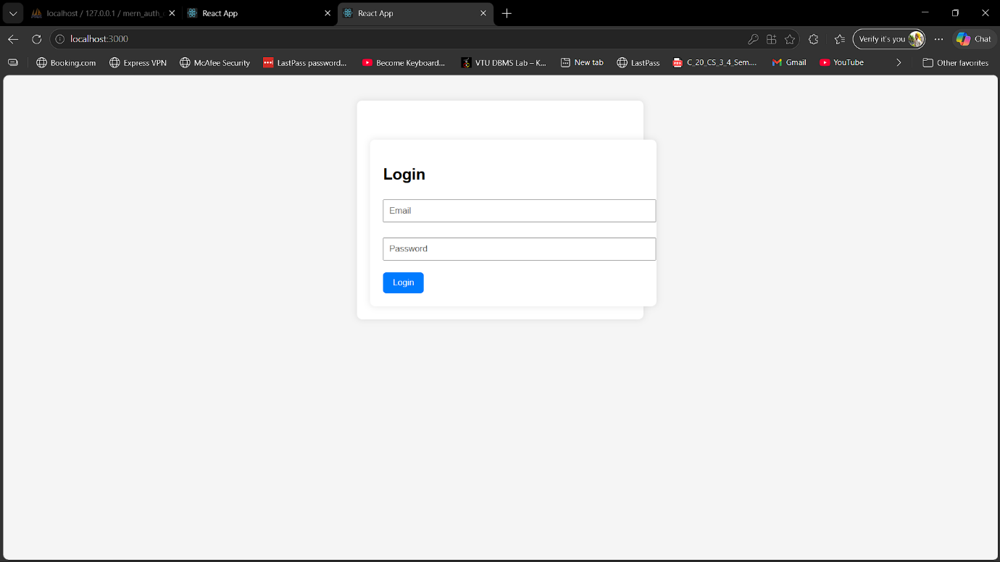 localhost / 127.0.0.1 / mern_auth_
React App
React App
localhost:3000
Verify it's you
Chat
Booking.com
Express VPN
McAfee Security
LastPass password...
Become Keyboard...
VTU DBMS Lab – K...
New tab
LastPass
C_20_CS_3_4_Sem....
Gmail
YouTube
Other favorites
Login
Email
Password
Login